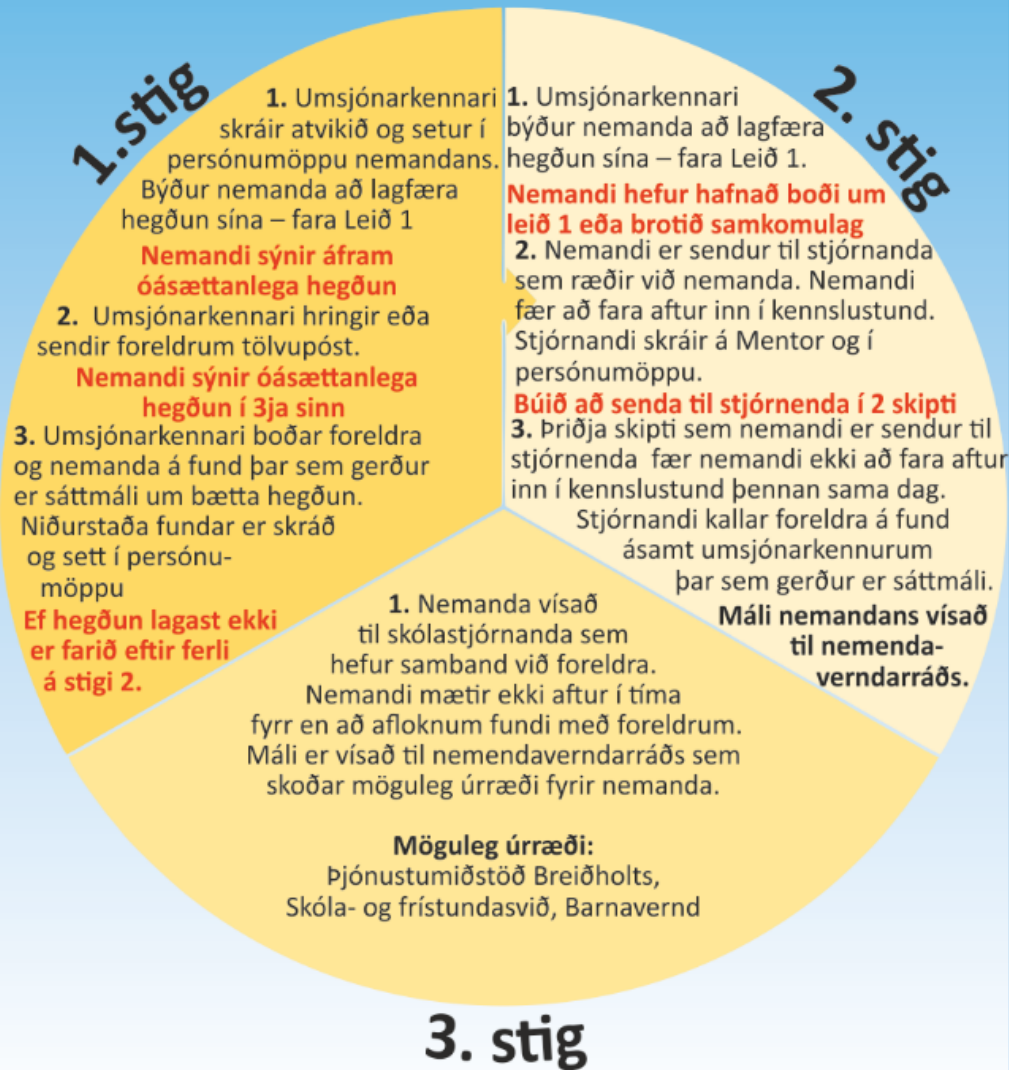 1.stig
1. Umsjónarkennari
skráir atvikið og setur í
persónumöppu nemandans.
Býður nemanda að lagfæra
hegðun sína – fara Leið 1
Nemandi sýnir áfram
óásættanlega hegðun
2. Umsjónarkennari hringir eða
sendir foreldrum tölvupóst.
Nemandi sýnir óásættanlega
hegðun í 3ja sinn
3. Umsjónarkennari boðar foreldra
og nemanda á fund þar sem gerður
er sáttmáli um bætta hegðun.
Niðurstaða fundar er skráð
og sett í persónu-
möppu
Ef hegðun lagast ekki
er farið eftir ferli
á stigi 2.
2. stig
1. Umsjónarkennari
býður nemanda að lagfæra
hegðun sína – fara Leið 1.
Nemandi hefur hafnað boði um
leið 1 eða brotið samkomulag
2. Nemandi er sendur til stjórnanda
sem ræðir við nemanda. Nemandi
fær að fara aftur inn í kennslustund.
Stjórnandi skráir á Mentor og í
persónumöppu.
Búið að senda til stjórnenda í 2 skipti
3. Þriðja skipti sem nemandi er sendur til
stjórnenda fær nemandi ekki að fara aftur
inn í kennslustund þennan sama dag.
Stjórnandi kallar foreldra á fund
ásamt umsjónarkennurum
þar sem gerður er sáttmáli.
Máli nemandans vísað
til nemenda-
verndarráðs.
1. Nemanda vísað
til skólastjórnanda sem
hefur samband við foreldra.
Nemandi mætir ekki aftur í tíma
fyrr en að afloknum fundi með foreldrum.
Máli er vísað til nemendaverndarráðs sem
skoðar möguleg úrræði fyrir nemanda.
Möguleg úrræði:
Þjónustumiðstöð Breiðholts,
Skóla- og frístundasvið, Barnavernd
3. stig